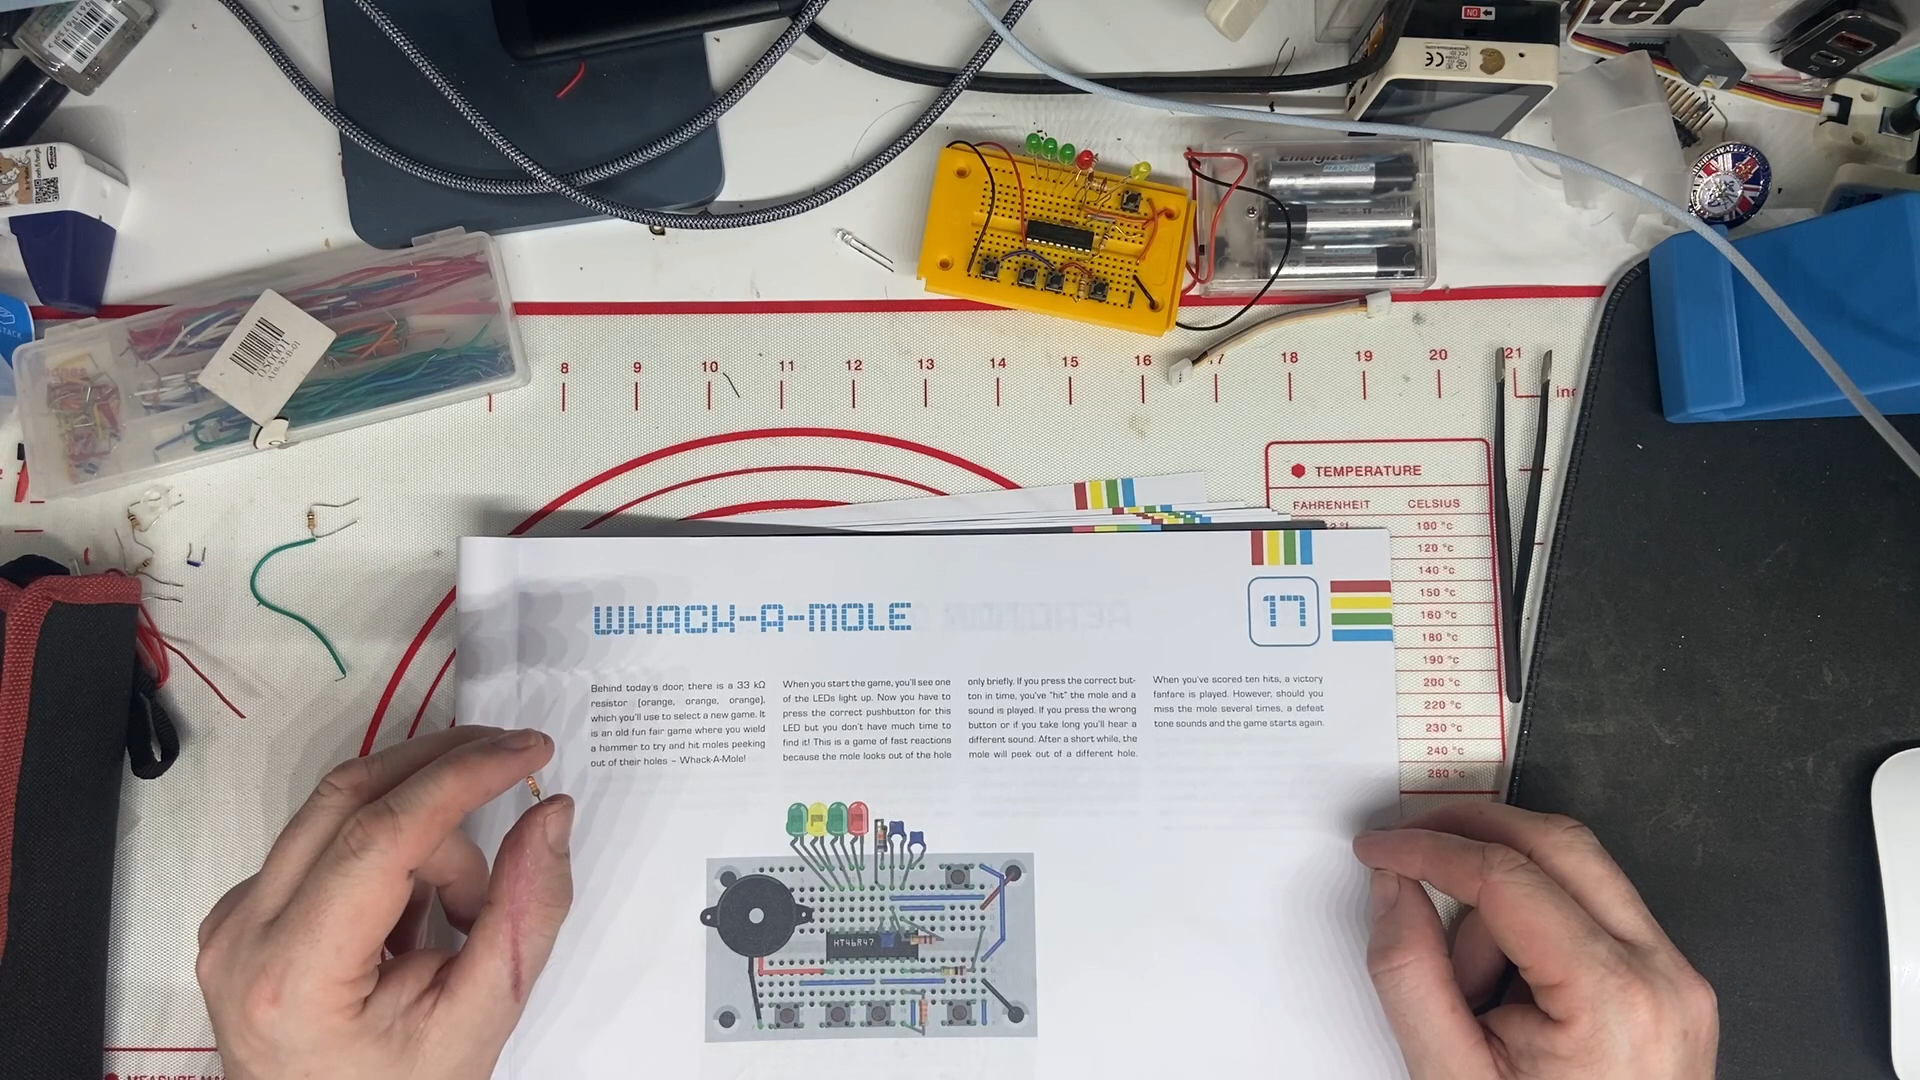 ON
CE
Energizer
050001
A10-32-B-01
8 9 10 11 12 13 14 15 16 17 18 19 20 21
TEMPERATURE
FAHRENHEIT CELSIUS
100 °c
120 °c
140 °c
150 °c
160 °c
180 °c
190 °c
200 °c
220 °c
230 °c
240 °c
260 °c
17
WHACK-A-MOLE
Behind today's door, there is a 33 kΩ
resistor (orange, orange, orange),
which you'll use to select a new game. It
is an old fun fair game where you wield
a hammer to try and hit moles peeking
out of their holes – Whack-A-Mole!
When you start the game, you'll see one
of the LEDs light up. Now you have to
press the correct pushbutton for this
LED but you don't have much time to
find it! This is a game of fast reactions
because the mole looks out of the hole
only briefly. If you press the correct but-
ton in time, you've "hit" the mole and a
sound is played. If you press the wrong
button or if you take long you'll hear a
different sound. After a short while, the
mole will peek out of a different hole.
When you've scored ten hits, a victory
fanfare is played. However, should you
miss the mole several times, a defeat
tone sounds and the game starts again.
HT46R47